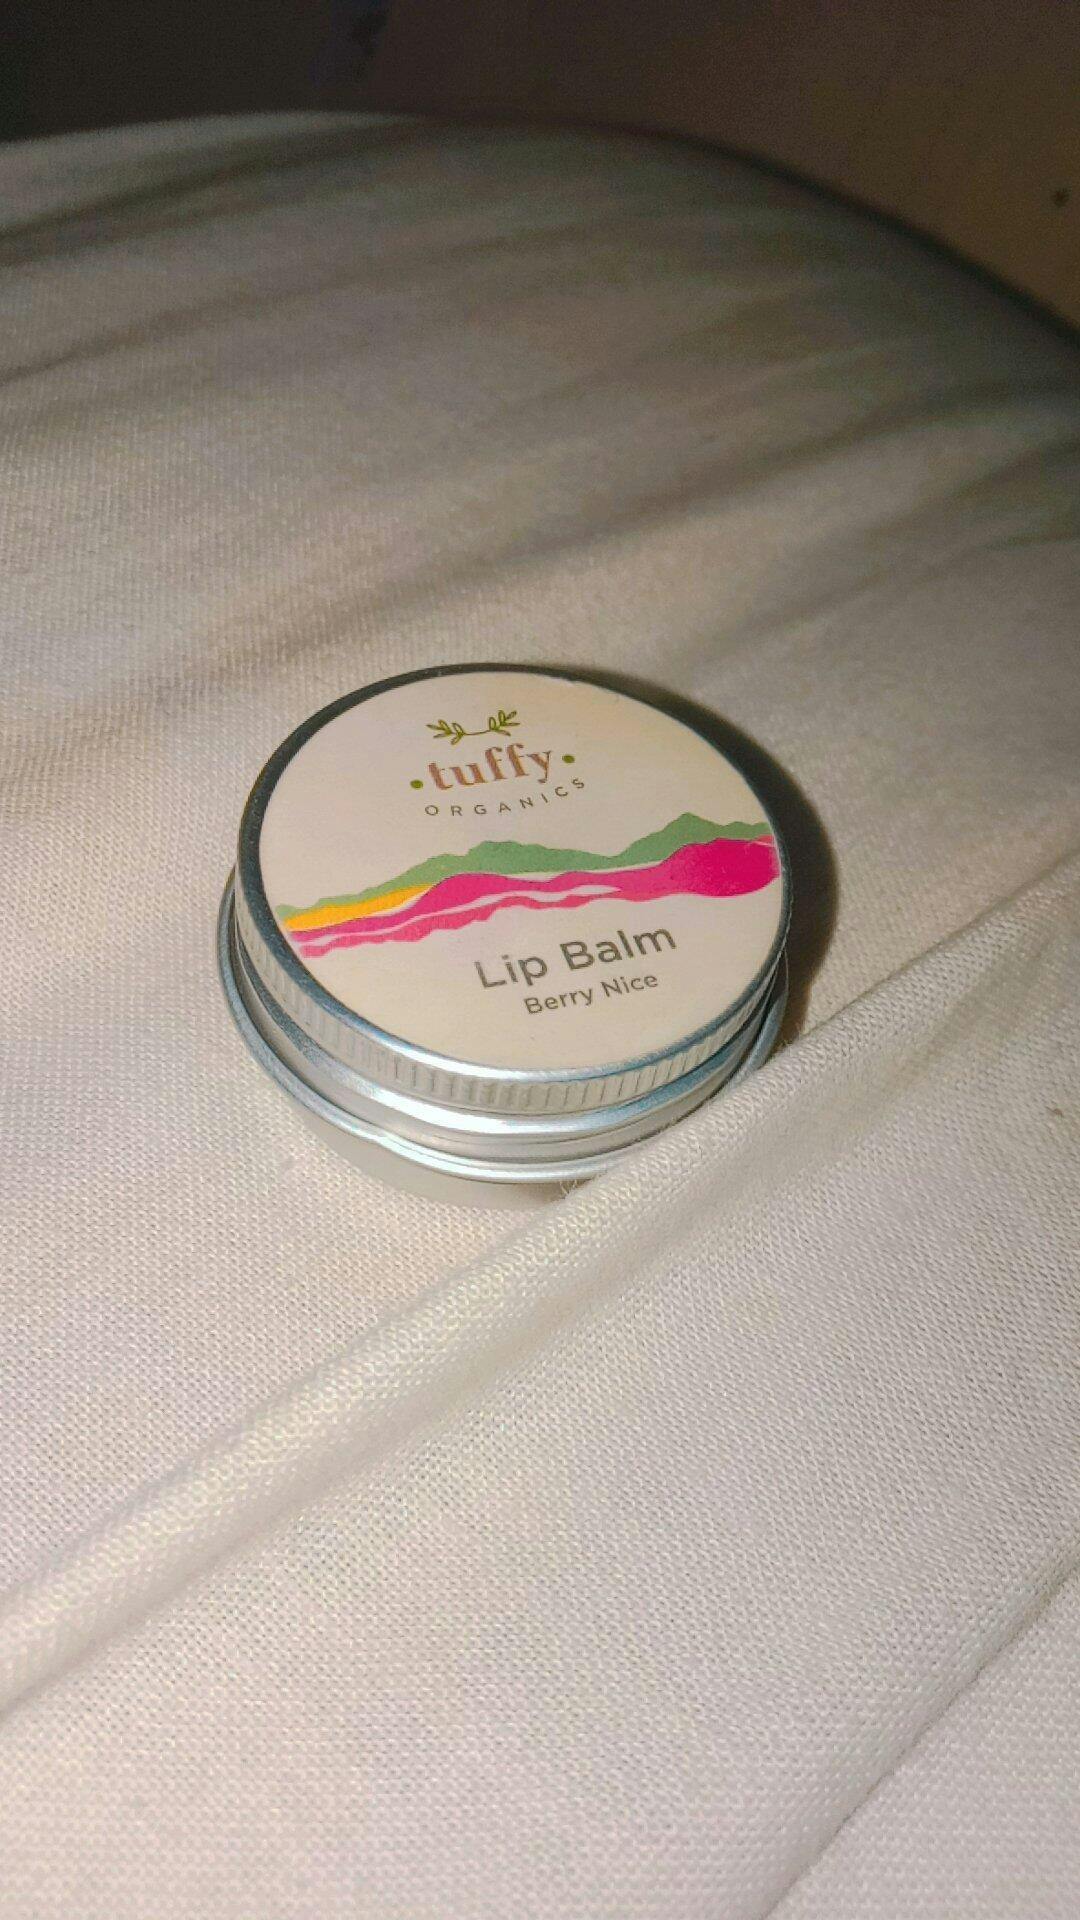 tuffy
ORGANICS
Lip Balm
Berry Nice